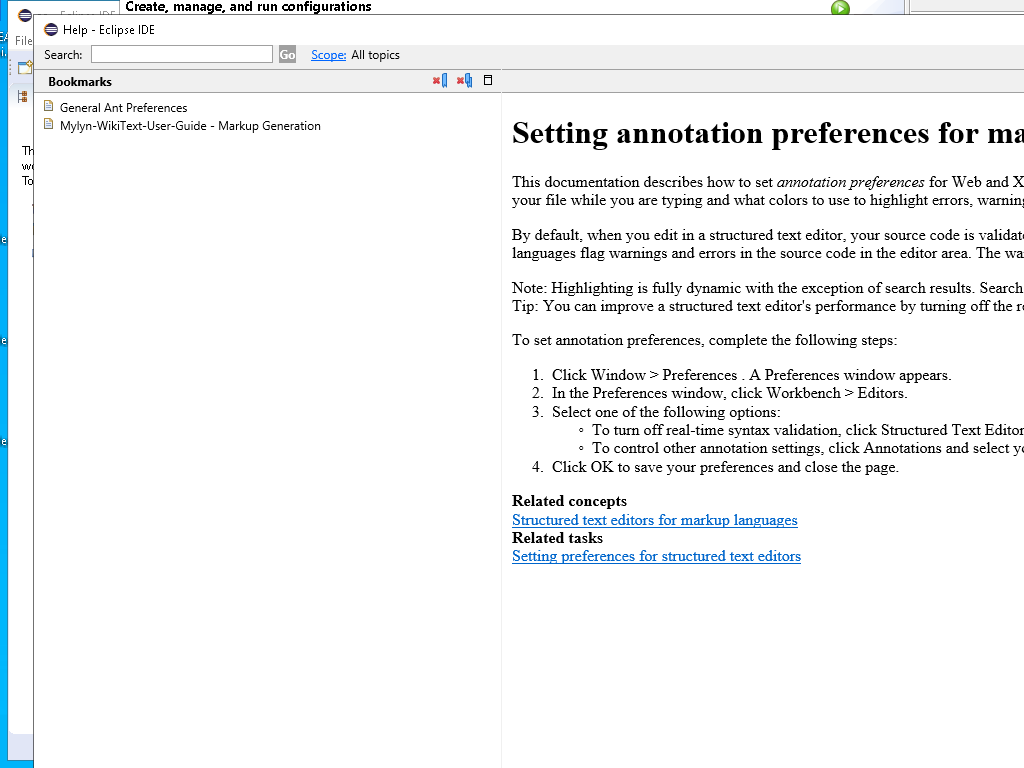 Create, manage, and run configurations
Eclipse IDE
File
Help - Eclipse IDE
Search:
Go
Scope: All topics
Bookmarks
General Ant Preferences
Mylyn-WikiText-User-Guide - Markup Generation
Th
wo
To
Setting annotation preferences for ma
This documentation describes how to set annotation preferences for Web and X
your file while you are typing and what colors to use to highlight errors, warning
By default, when you edit in a structured text editor, your source code is validate
languages flag warnings and errors in the source code in the editor area. The wa
Note: Highlighting is fully dynamic with the exception of search results. Search
Tip: You can improve a structured text editor's performance by turning off the re
To set annotation preferences, complete the following steps:
1. Click Window > Preferences . A Preferences window appears.
2. In the Preferences window, click Workbench > Editors.
3. Select one of the following options:
◦ To turn off real-time syntax validation, click Structured Text Editor
◦ To control other annotation settings, click Annotations and select yo
4. Click OK to save your preferences and close the page.
Related concepts
Structured text editors for markup languages
Related tasks
Setting preferences for structured text editors